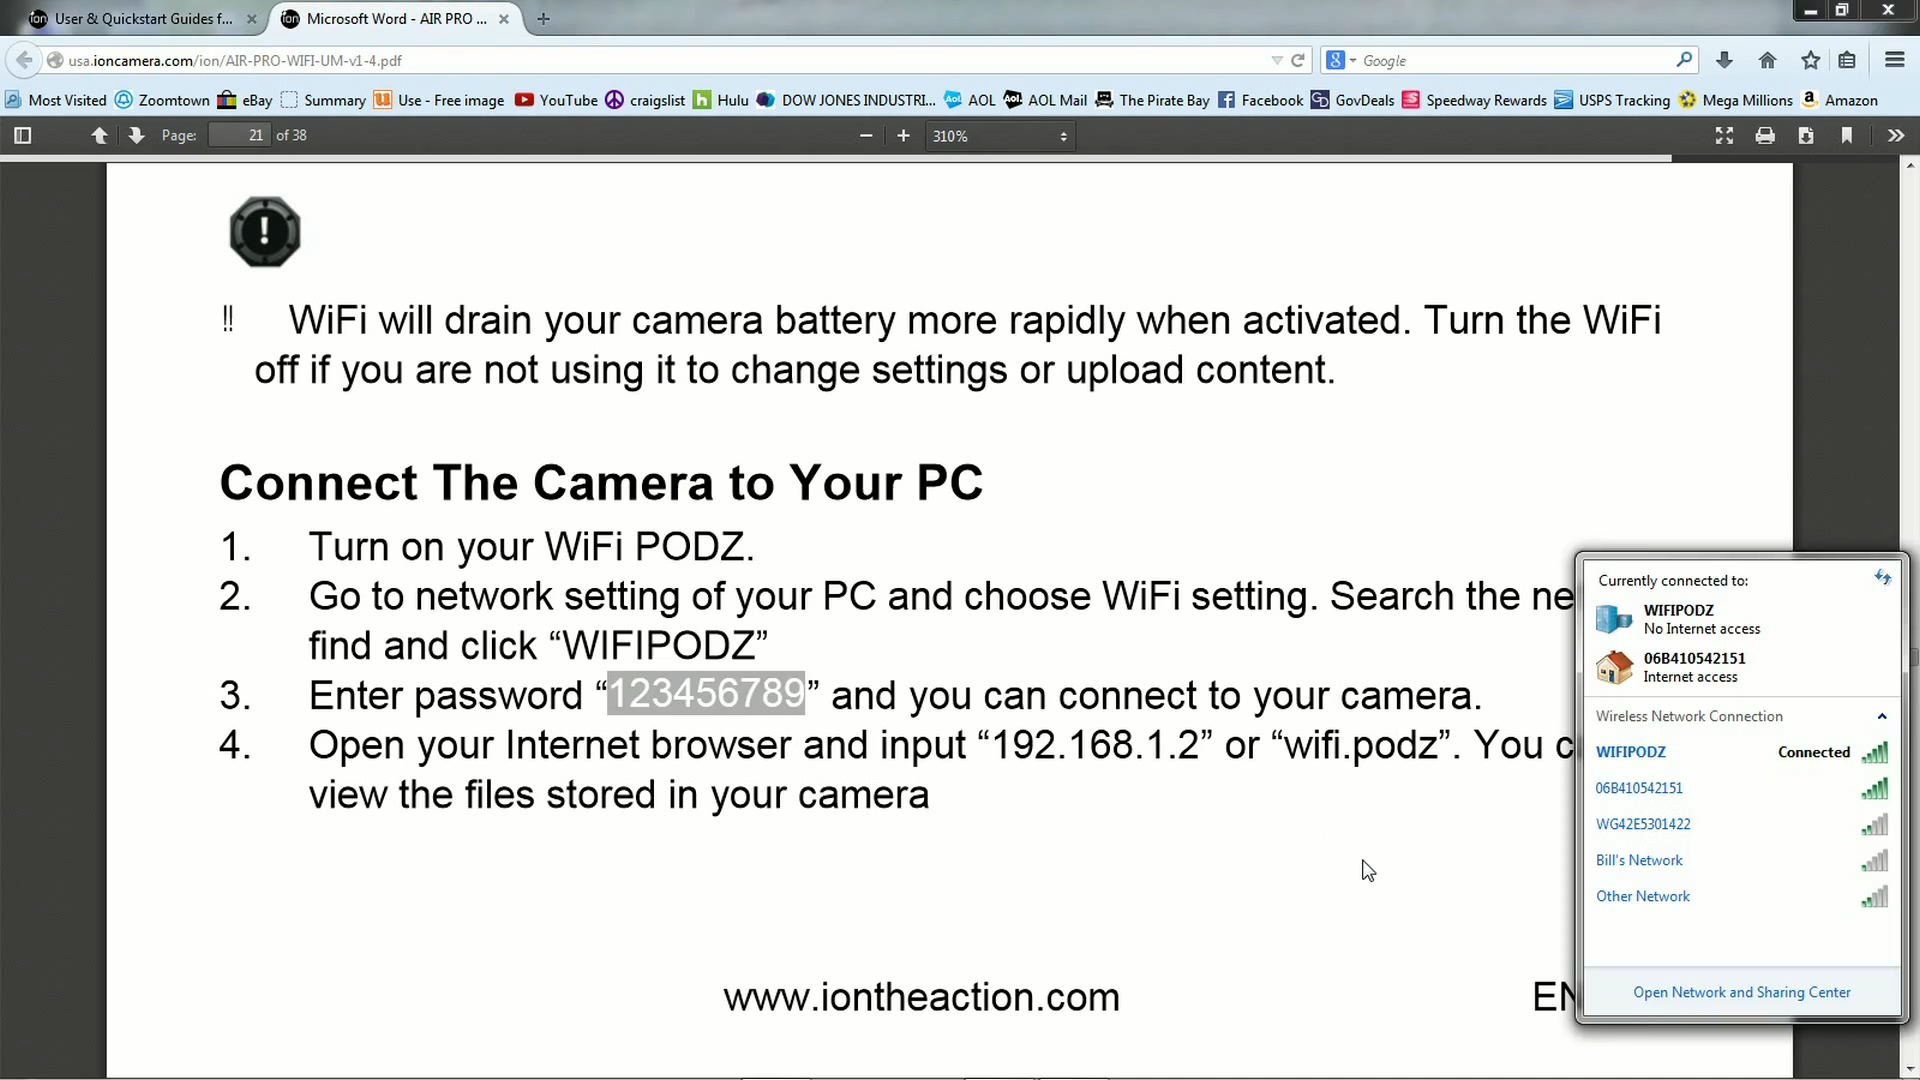 User & Quickstart Guides f...
Microsoft Word - AIR PRO ...
usa.ioncamera.com/ion/AIR-PRO-WIFI-UM-v1-4.pdf
Google
Most Visited Zoomtown eBay Summary Use - Free image YouTube craigslist Hulu DOW JONES INDUSTRI... AOL AOL Mail The Pirate Bay Facebook GovDeals Speedway Rewards USPS Tracking Mega Millions Amazon
Page: 21 of 38
310%
!! WiFi will drain your camera battery more rapidly when activated. Turn the WiFi
off if you are not using it to change settings or upload content.
Connect The Camera to Your PC
1. Turn on your WiFi PODZ.
2. Go to network setting of your PC and choose WiFi setting. Search the ne
find and click “WIFIPODZ”
3. Enter password “123456789” and you can connect to your camera.
4. Open your Internet browser and input “192.168.1.2” or “wifi.podz”. You c
view the files stored in your camera
www.iontheaction.com
EN
Currently connected to:
WIFIPODZ
No Internet access
06B410542151
Internet access
Wireless Network Connection
WIFIPODZ Connected
06B410542151
WG42E5301422
Bill's Network
Other Network
Open Network and Sharing Center